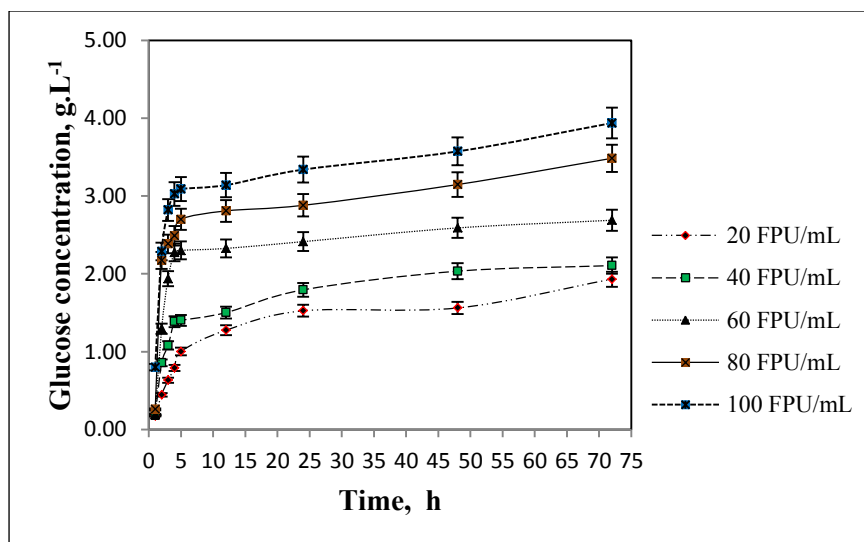 5.00
4.00
3.00
2.00
1.00
0.00
Glucose concentration, g.L-1
0 5 10 15 20 25 30 35 40 45 50 55 60 65 70 75
Time, h
20 FPU/mL
40 FPU/mL
60 FPU/mL
80 FPU/mL
100 FPU/mL